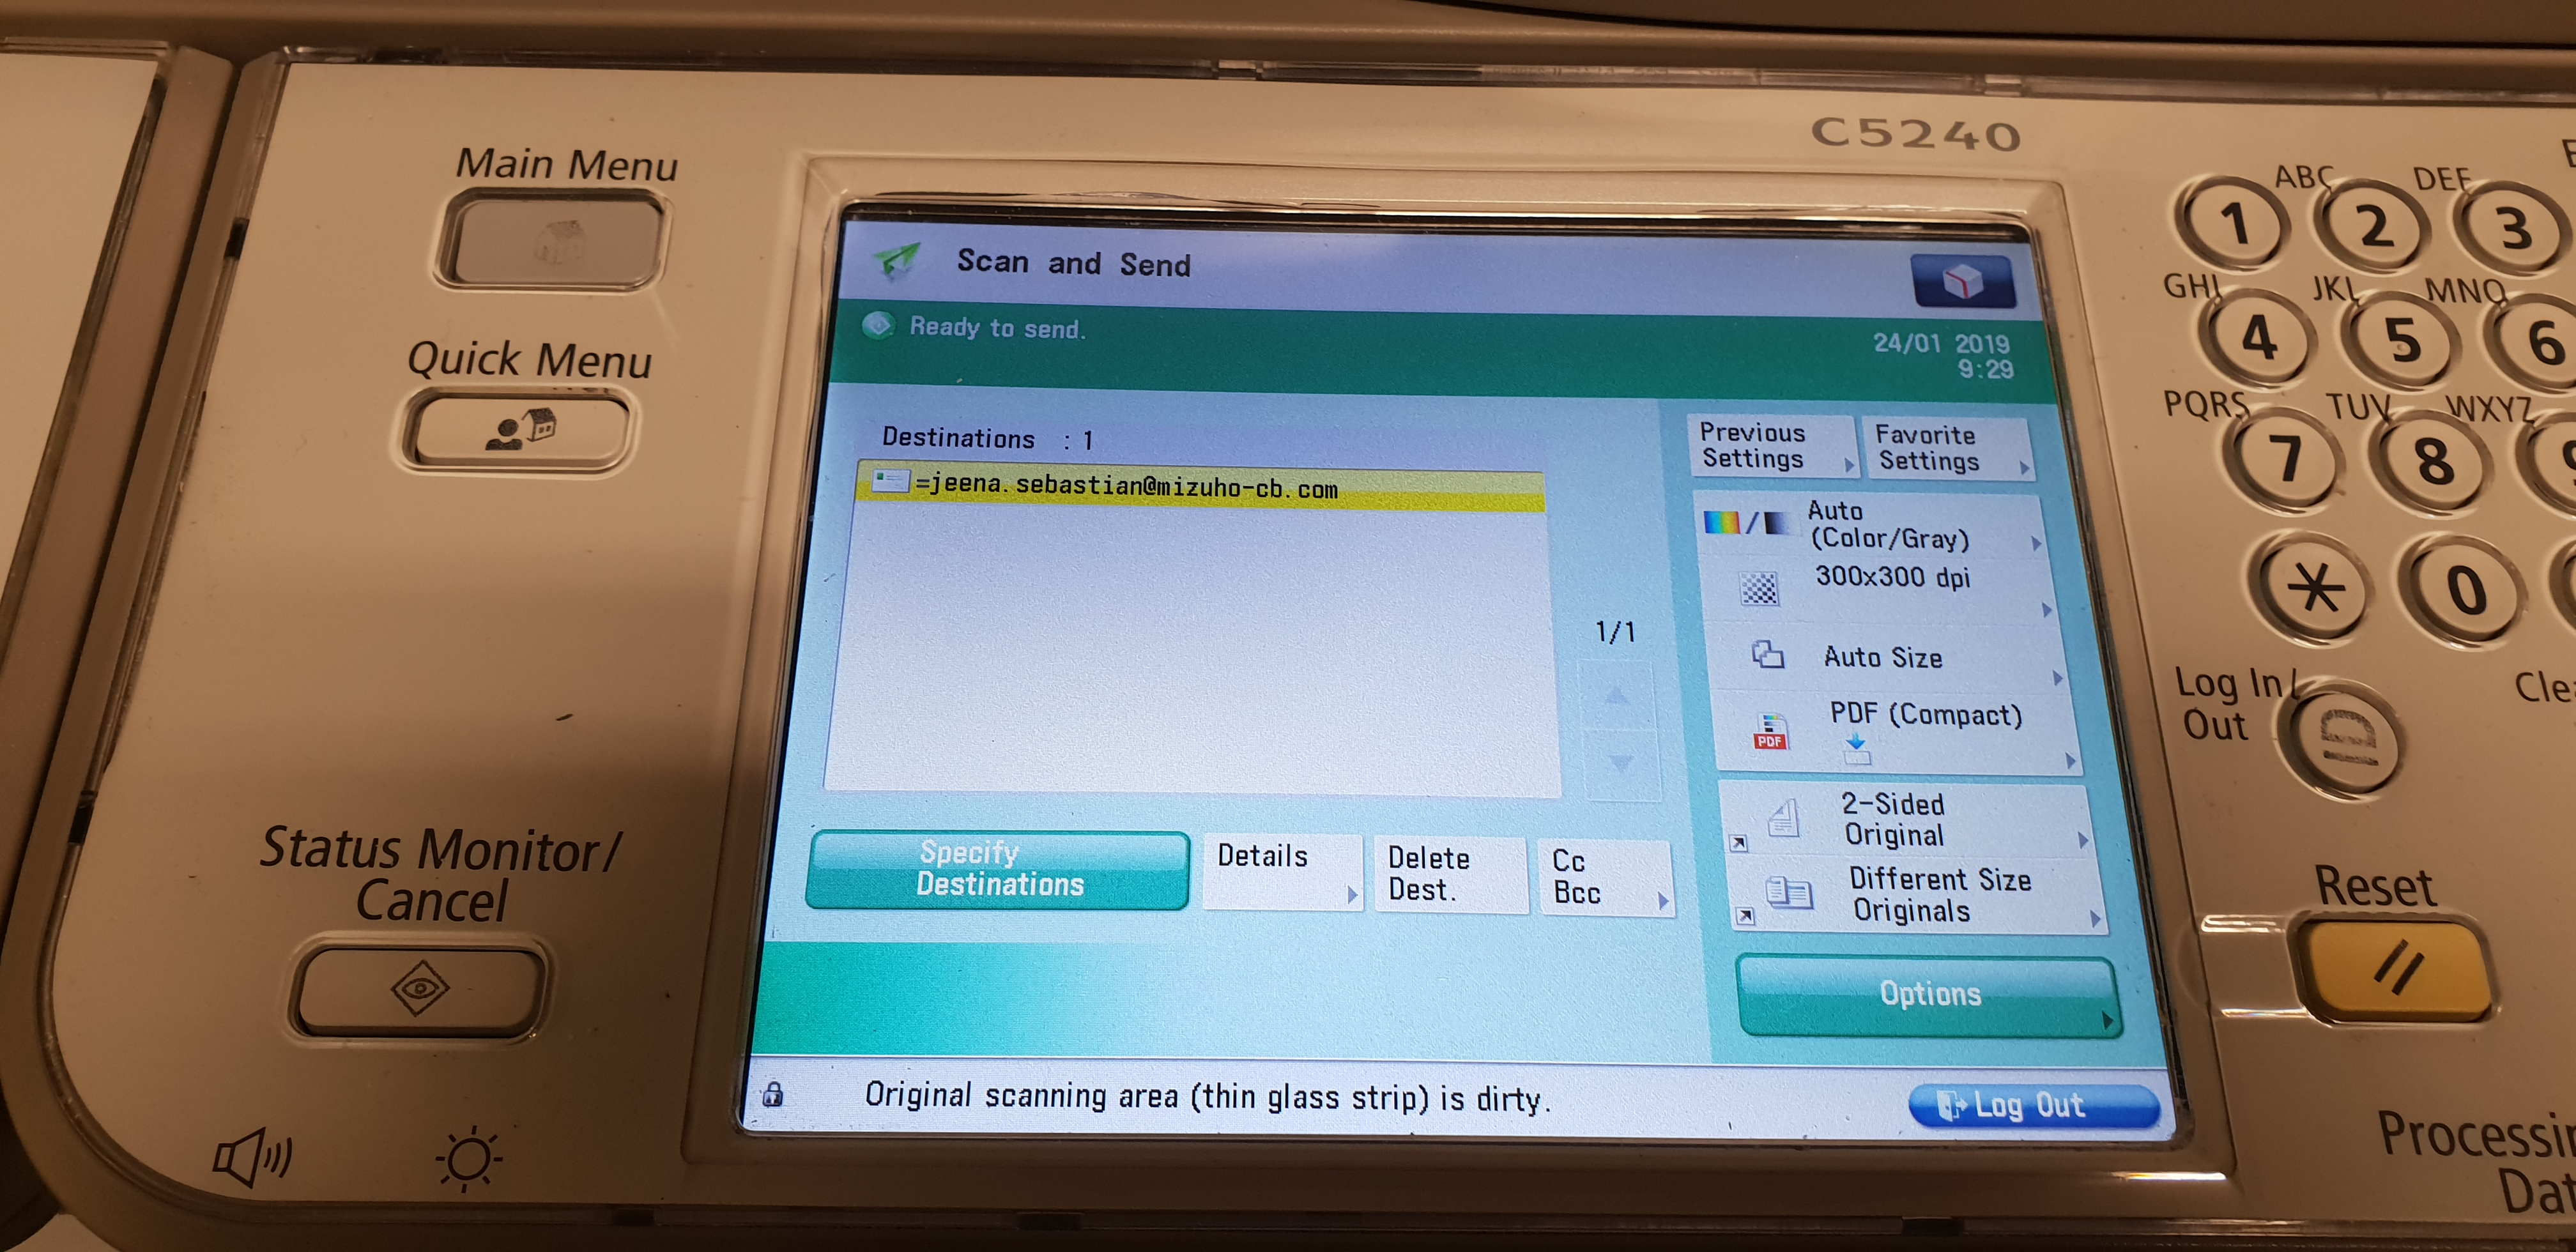 C5240
Main Menu
Quick Menu
Status Monitor/
Cancel
Scan and Send
Ready to send.
24/01 2019
9:29
Destinations : 1
=jeena.sebastian@mizuho-cb.com
1/1
Specify
Destinations
Details
Delete
Dest.
Cc
Bcc
Previous
Settings
Favorite
Settings
Auto
(Color/Gray)
300x300 dpi
Auto Size
PDF
PDF (Compact)
2-Sided
Original
Different Size
Originals
Options
Original scanning area (thin glass strip) is dirty.
Log Out
ABC DEF
1 2 3
GHI JKL MNO
4 5 6
PQRS TUV WXYZ
7 8 9
* 0
Log In/
Out
ID
Reset